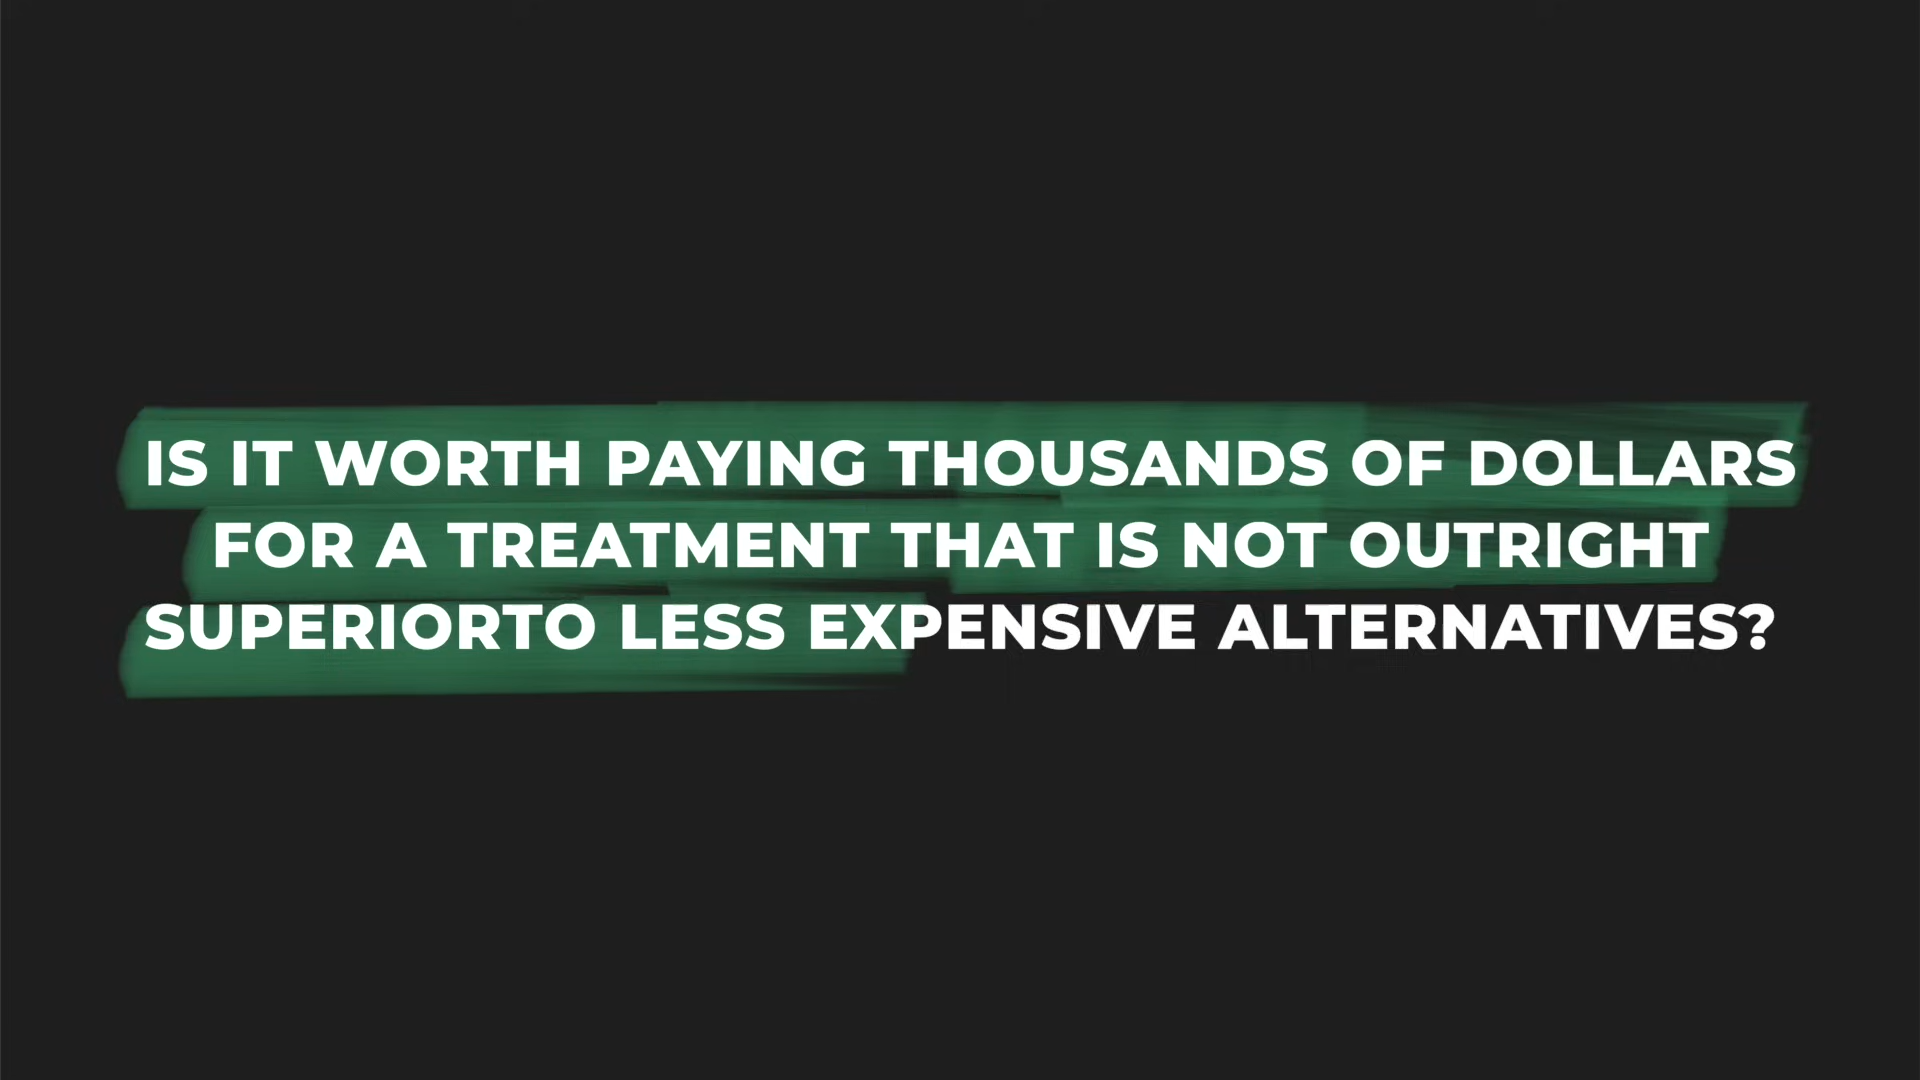 IS IT WORTH PAYING THOUSANDS OF DOLLARS
FOR A TREATMENT THAT IS NOT OUTRIGHT
SUPERIORTO LESS EXPENSIVE ALTERNATIVES?